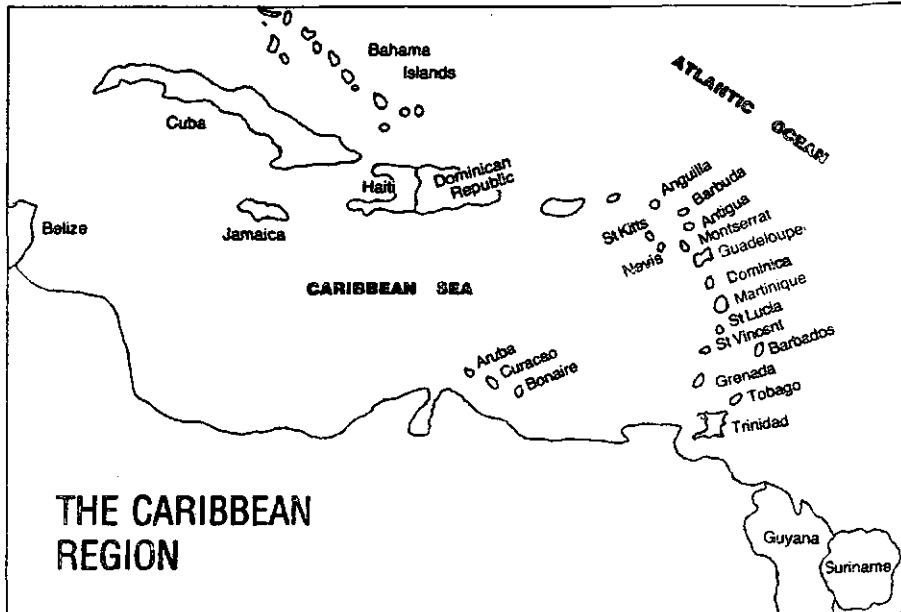 Bahama
Islands
ATLANTIC OCEAN
Cuba
Haiti
Dominican
Republic
Anguilla
Barbuda
Antigua
St Kitts
Montserrat
Nevis
Guadeloupe
Belize
Jamaica
Dominica
CARIBBEAN SEA
Martinique
St Lucia
St Vincent
Barbados
Aruba
Curacao
Bonaire
Grenada
Tobago
Trinidad
THE CARIBBEAN
REGION
Guyana
Suriname